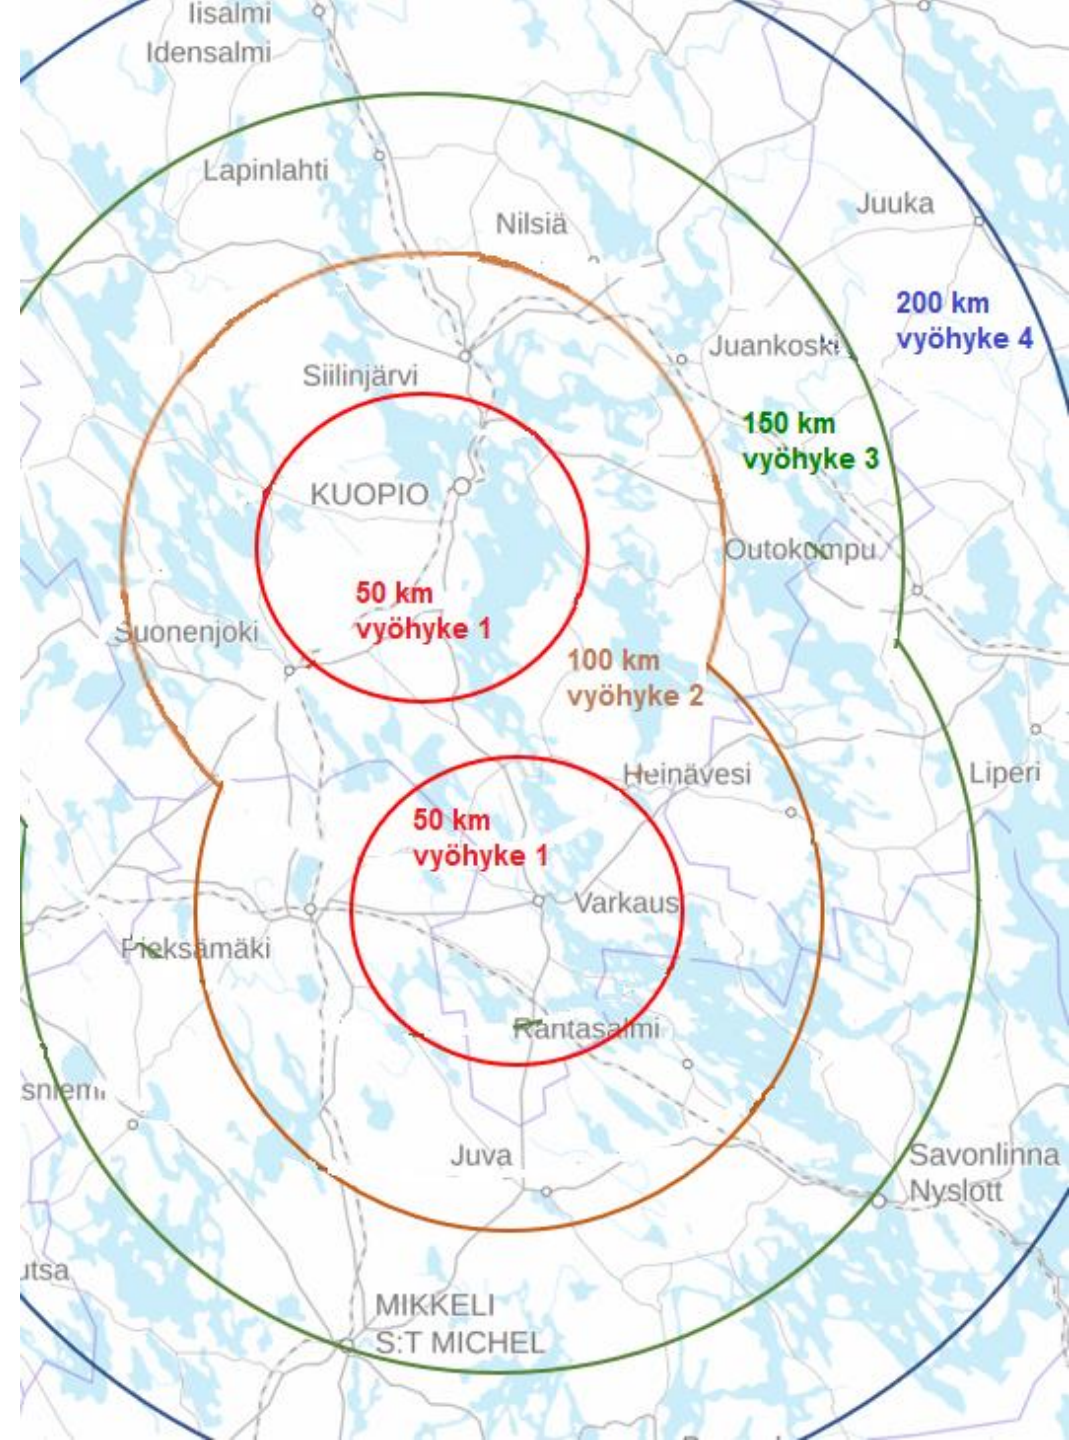 Iisalmi
Idensalmi
Lapinlahti
Nilsiä
Juuka
200 km
vyöhyke 4
Juankoski
Siilinjärvi
150 km
vyöhyke 3
KUOPIO
Outokumpu
50 km
vyöhyke 1
Suonenjoki
100 km
vyöhyke 2
Heinävesi
Liperi
50 km
vyöhyke 1
Varkaus
Pieksämäki
Rantasalmi
sniemi
Juva
Savonlinna
Nyslott
utsa
MIKKELI
S:T MICHEL